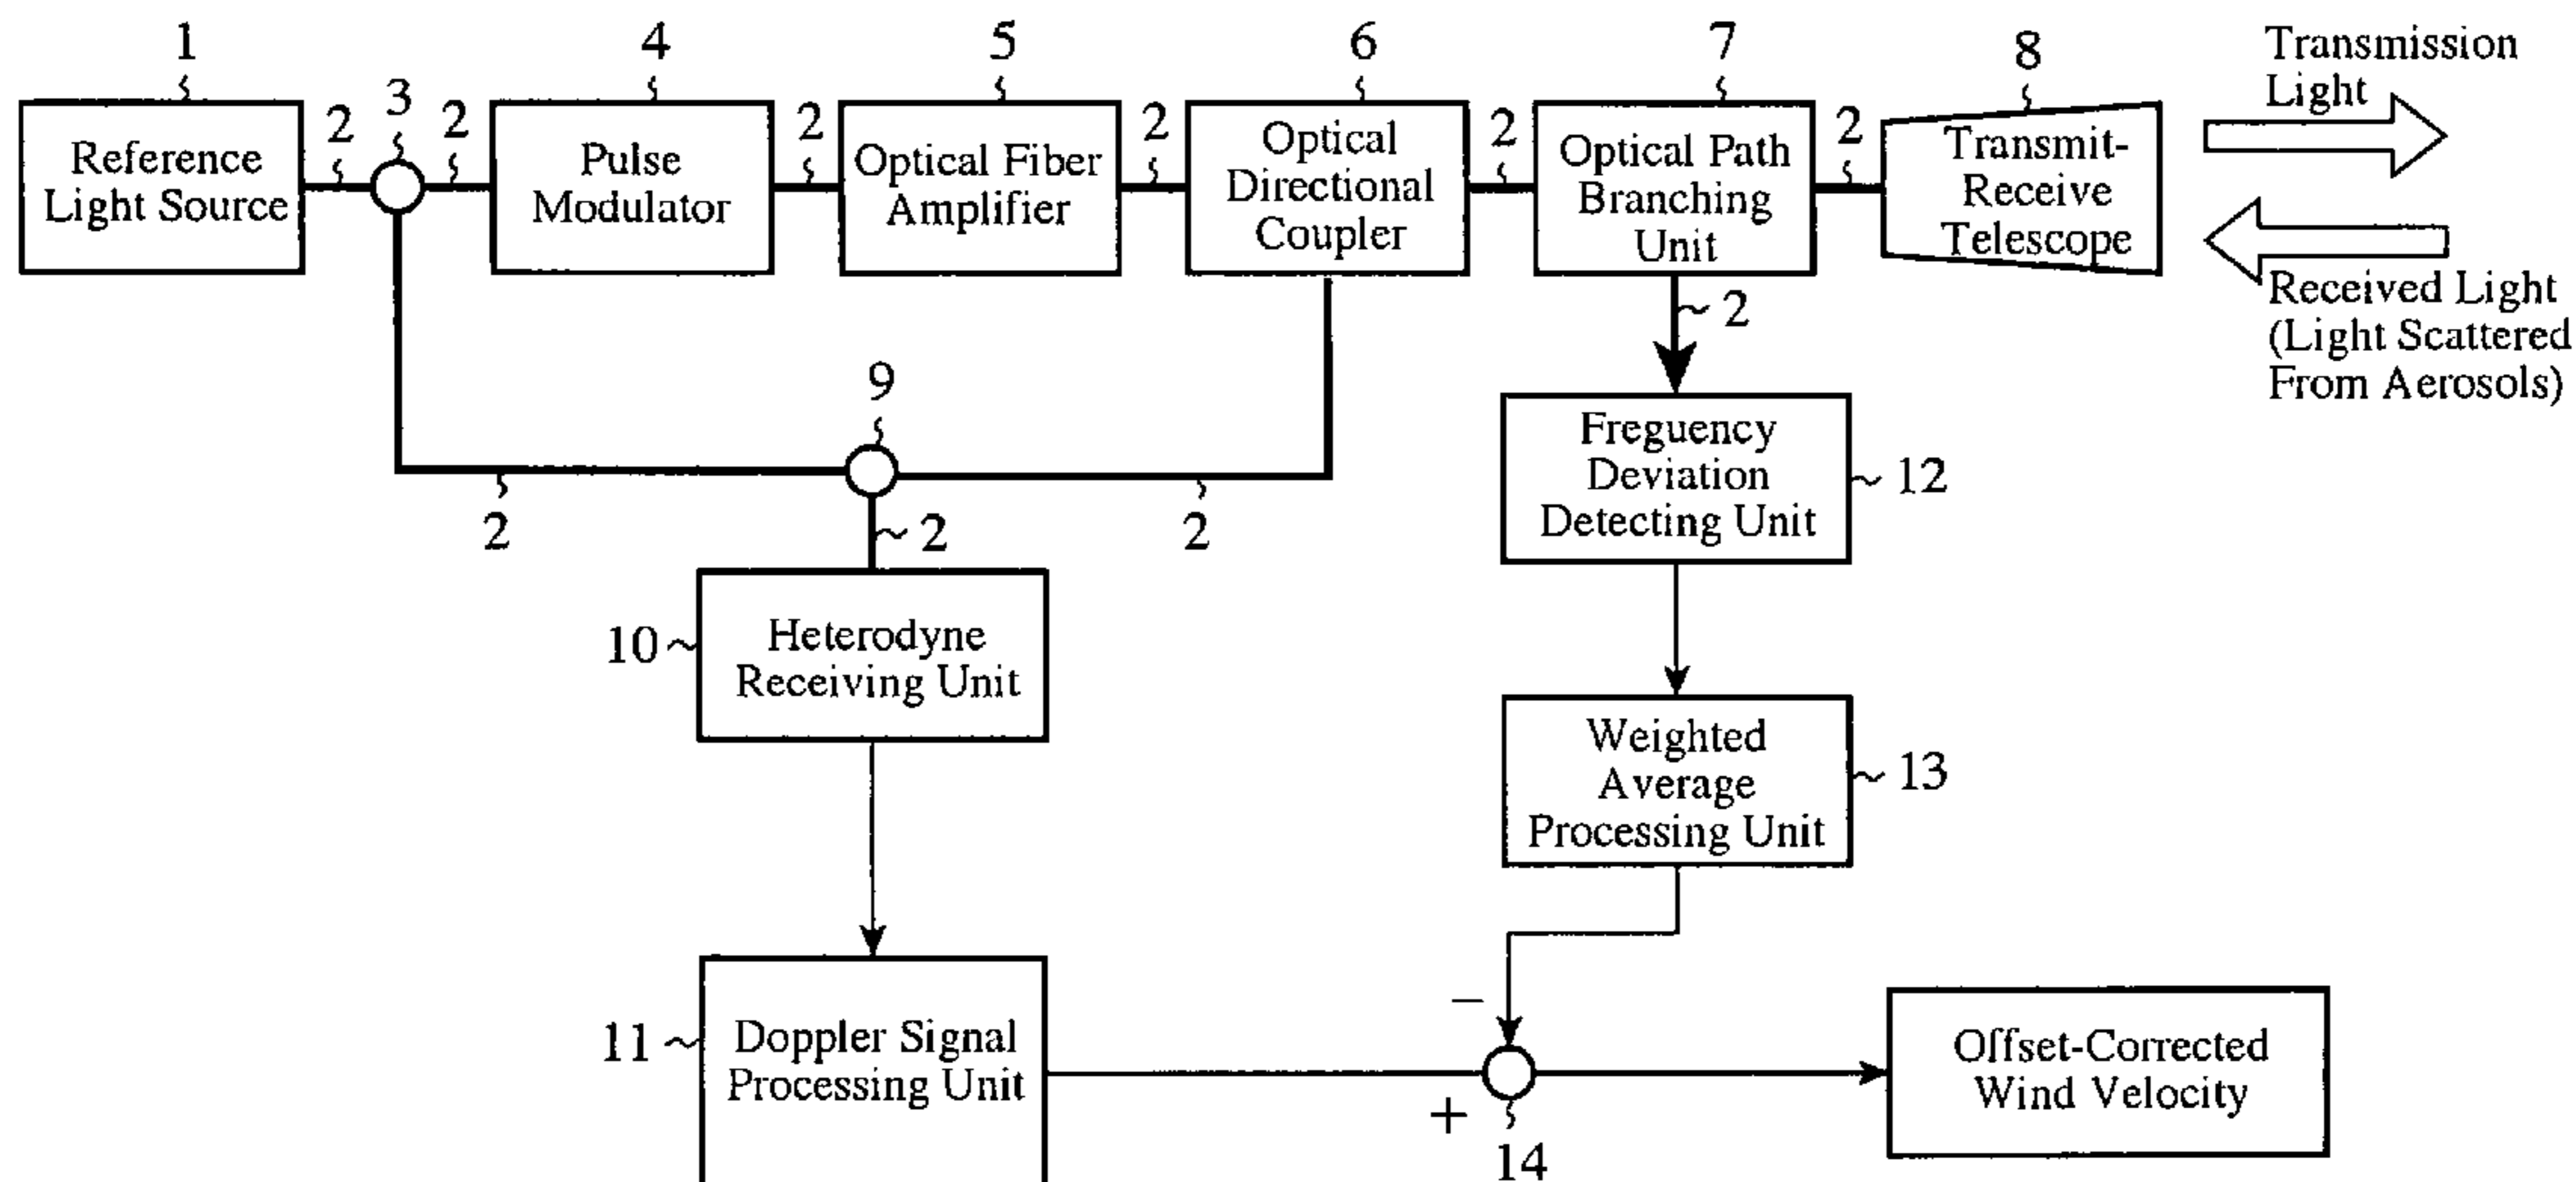 1
4
5
6
7
8
Transmission
Light
3
2
2
2
2
2
2
Reference
Light Source
Pulse
Modulator
Optical Fiber
Amplifier
Optical
Directional
Coupler
Optical Path
Branching
Unit
Transmit-
Receive
Telescope
Received Light
(Light Scattered
From Aerosols)
2
9
2
2
2
Freguency
Deviation
Detecting Unit
12
10
Heterodyne
Receiving Unit
Weighted
Average
Processing Unit
13
11
Doppler Signal
Processing Unit
−
+
14
Offset-Corrected
Wind Velocity